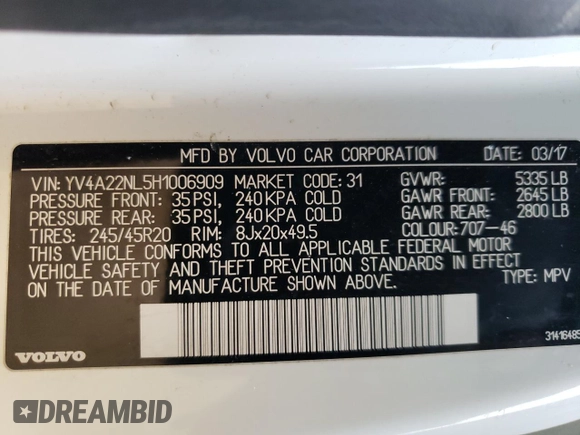 MFD BY VOLVO CAR CORPORATION DATE: 03/17
VIN: YV4A22NL5H1006909 MARKET CODE: 31 GVWR: 5335 LB
PRESSURE FRONT: 35 PSI, 240 KPA COLD GAWR FRONT: 2645 LB
PRESSURE REAR: 35 PSI, 240 KPA COLD GAWR REAR: 2800 LB
TIRES: 245/45R20 RIM: 8Jx20x49.5 COLOUR: 707-46
THIS VEHICLE CONFORMS TO ALL APPLICABLE FEDERAL MOTOR
VEHICLE SAFETY AND THEFT PREVENTION STANDARDS IN EFFECT
ON THE DATE OF MANUFACTURE SHOWN ABOVE. TYPE: MPV
VOLVO
31416485
DREAMBID